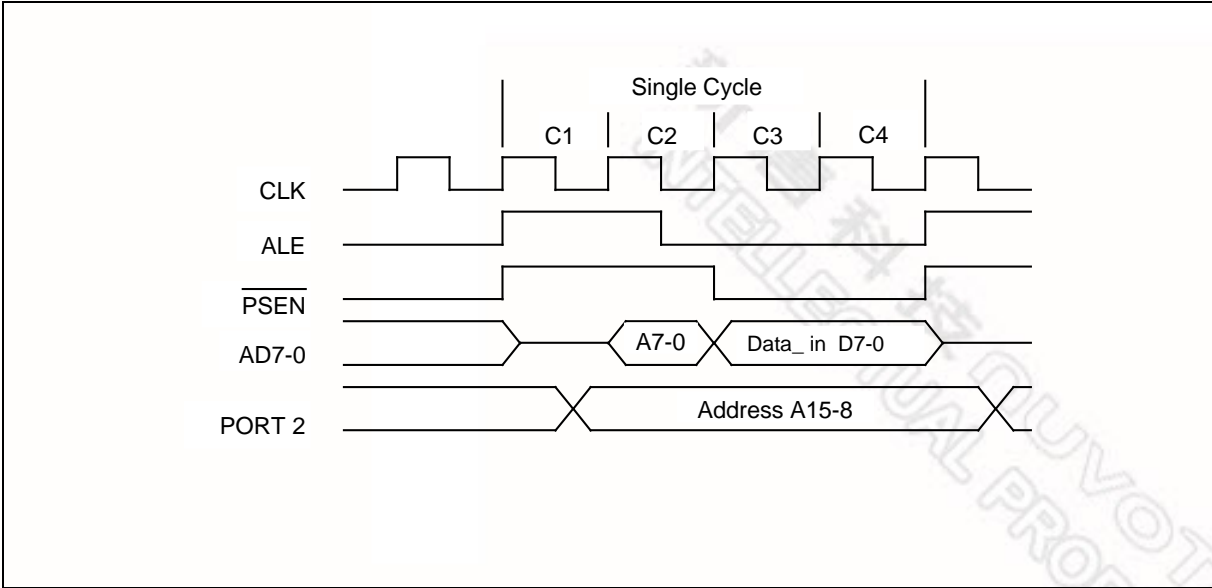 Single Cycle
C1 C2 C3 C4
CLK
ALE
PSEN
AD7-0 A7-0 Data_ in D7-0
PORT 2 Address A15-8
INTELLECTUAL